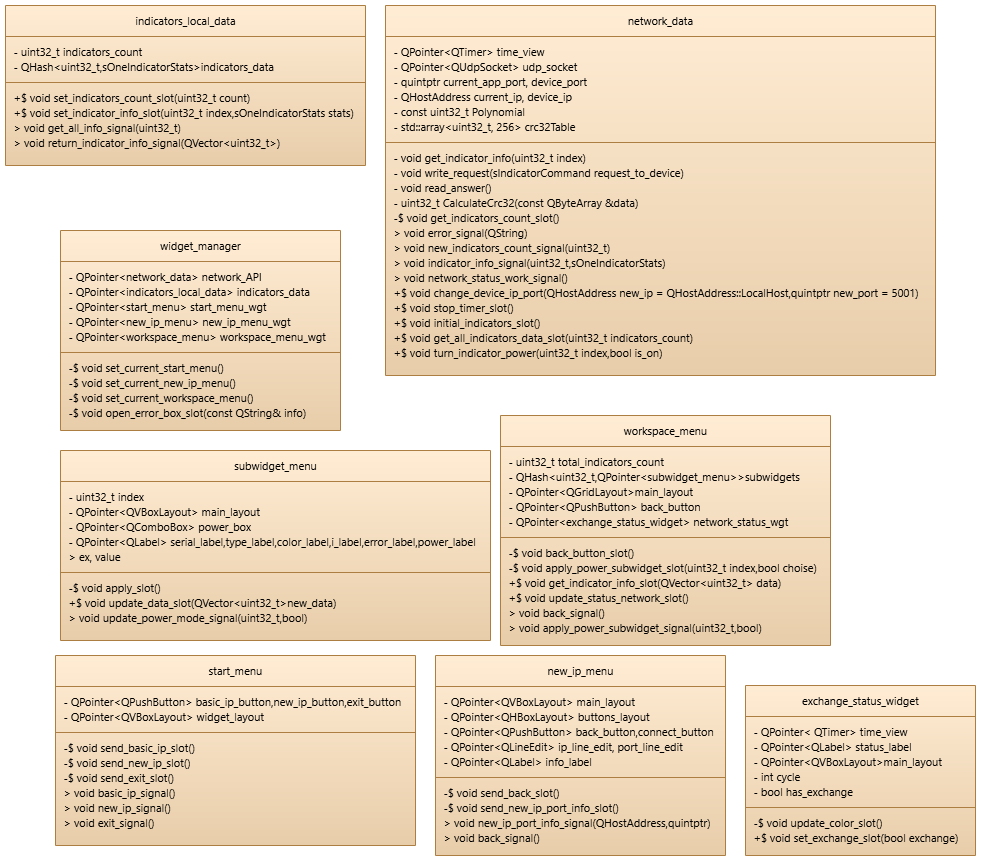 indicators_local_data
- uint32_t indicators_count
- QHash<uint32_t,sOneIndicatorStats>indicators_data
+$ void set_indicators_count_slot(uint32_t count)
+$ void set_indicator_info_slot(uint32_t index,sOneIndicatorStats stats)
> void get_all_info_signal(uint32_t)
> void return_indicator_info_signal(QVector<uint32_t>)
network_data
- QPointer<QTimer> time_view
- QPointer<QUdpSocket> udp_socket
- quintptr current_app_port, device_port
- QHostAddress current_ip, device_ip
- const uint32_t Polynomial
- std::array<uint32_t, 256> crc32Table
- void get_indicator_info(uint32_t index)
- void write_request(sIndicatorCommand request_to_device)
- void read_answer()
- uint32_t CalculateCrc32(const QByteArray &data)
-$ void get_indicators_count_slot()
> void error_signal(QString)
> void new_indicators_count_signal(uint32_t)
> void indicator_info_signal(uint32_t,sOneIndicatorStats)
> void network_status_work_signal()
+$ void change_device_ip_port(QHostAddress new_ip = QHostAddress::LocalHost,quintptr new_port = 5001)
+$ void stop_timer_slot()
+$ void initial_indicators_slot()
+$ void get_all_indicators_data_slot(uint32_t indicators_count)
+$ void turn_indicator_power(uint32_t index,bool is_on)
widget_manager
- QPointer<network_data> network_API
- QPointer<indicators_local_data> indicators_data
- QPointer<start_menu> start_menu_wgt
- QPointer<new_ip_menu> new_ip_menu_wgt
- QPointer<workspace_menu> workspace_menu_wgt
-$ void set_current_start_menu()
-$ void set_current_new_ip_menu()
-$ void set_current_workspace_menu()
-$ void open_error_box_slot(const QString& info)
workspace_menu
- uint32_t total_indicators_count
- QHash<uint32_t,QPointer<subwidget_menu>>subwidgets
- QPointer<QGridLayout>main_layout
- QPointer<QPushButton> back_button
- QPointer<exchange_status_widget> network_status_wgt
-$ void back_button_slot()
-$ void apply_power_subwidget_slot(uint32_t index,bool choise)
+$ void get_indicator_info_slot(QVector<uint32_t> data)
+$ void update_status_network_slot()
> void back_signal()
> void apply_power_subwidget_signal(uint32_t,bool)
subwidget_menu
- uint32_t index
- QPointer<QVBoxLayout> main_layout
- QPointer<QComboBox> power_box
- QPointer<QLabel> serial_label,type_label,color_label,i_label,error_label,power_label
> ex, value
-$ void apply_slot()
+$ void update_data_slot(QVector<uint32_t>new_data)
> void update_power_mode_signal(uint32_t,bool)
start_menu
- QPointer<QPushButton> basic_ip_button,new_ip_button,exit_button
- QPointer<QVBoxLayout> widget_layout
-$ void send_basic_ip_slot()
-$ void send_new_ip_slot()
-$ void send_exit_slot()
> void basic_ip_signal()
> void new_ip_signal()
> void exit_signal()
new_ip_menu
- QPointer<QVBoxLayout> main_layout
- QPointer<QHBoxLayout> buttons_layout
- QPointer<QPushButton> back_button,connect_button
- QPointer<QLineEdit> ip_line_edit, port_line_edit
- QPointer<QLabel> info_label
-$ void send_back_slot()
-$ void send_new_ip_port_info_slot()
> void new_ip_port_info_signal(QHostAddress,quintptr)
> void back_signal()
exchange_status_widget
- QPointer< QTimer> time_view
- QPointer<QLabel> status_label
- QPointer<QVBoxLayout>main_layout
- int cycle
- bool has_exchange
-$ void update_color_slot()
+$ void set_exchange_slot(bool exchange)